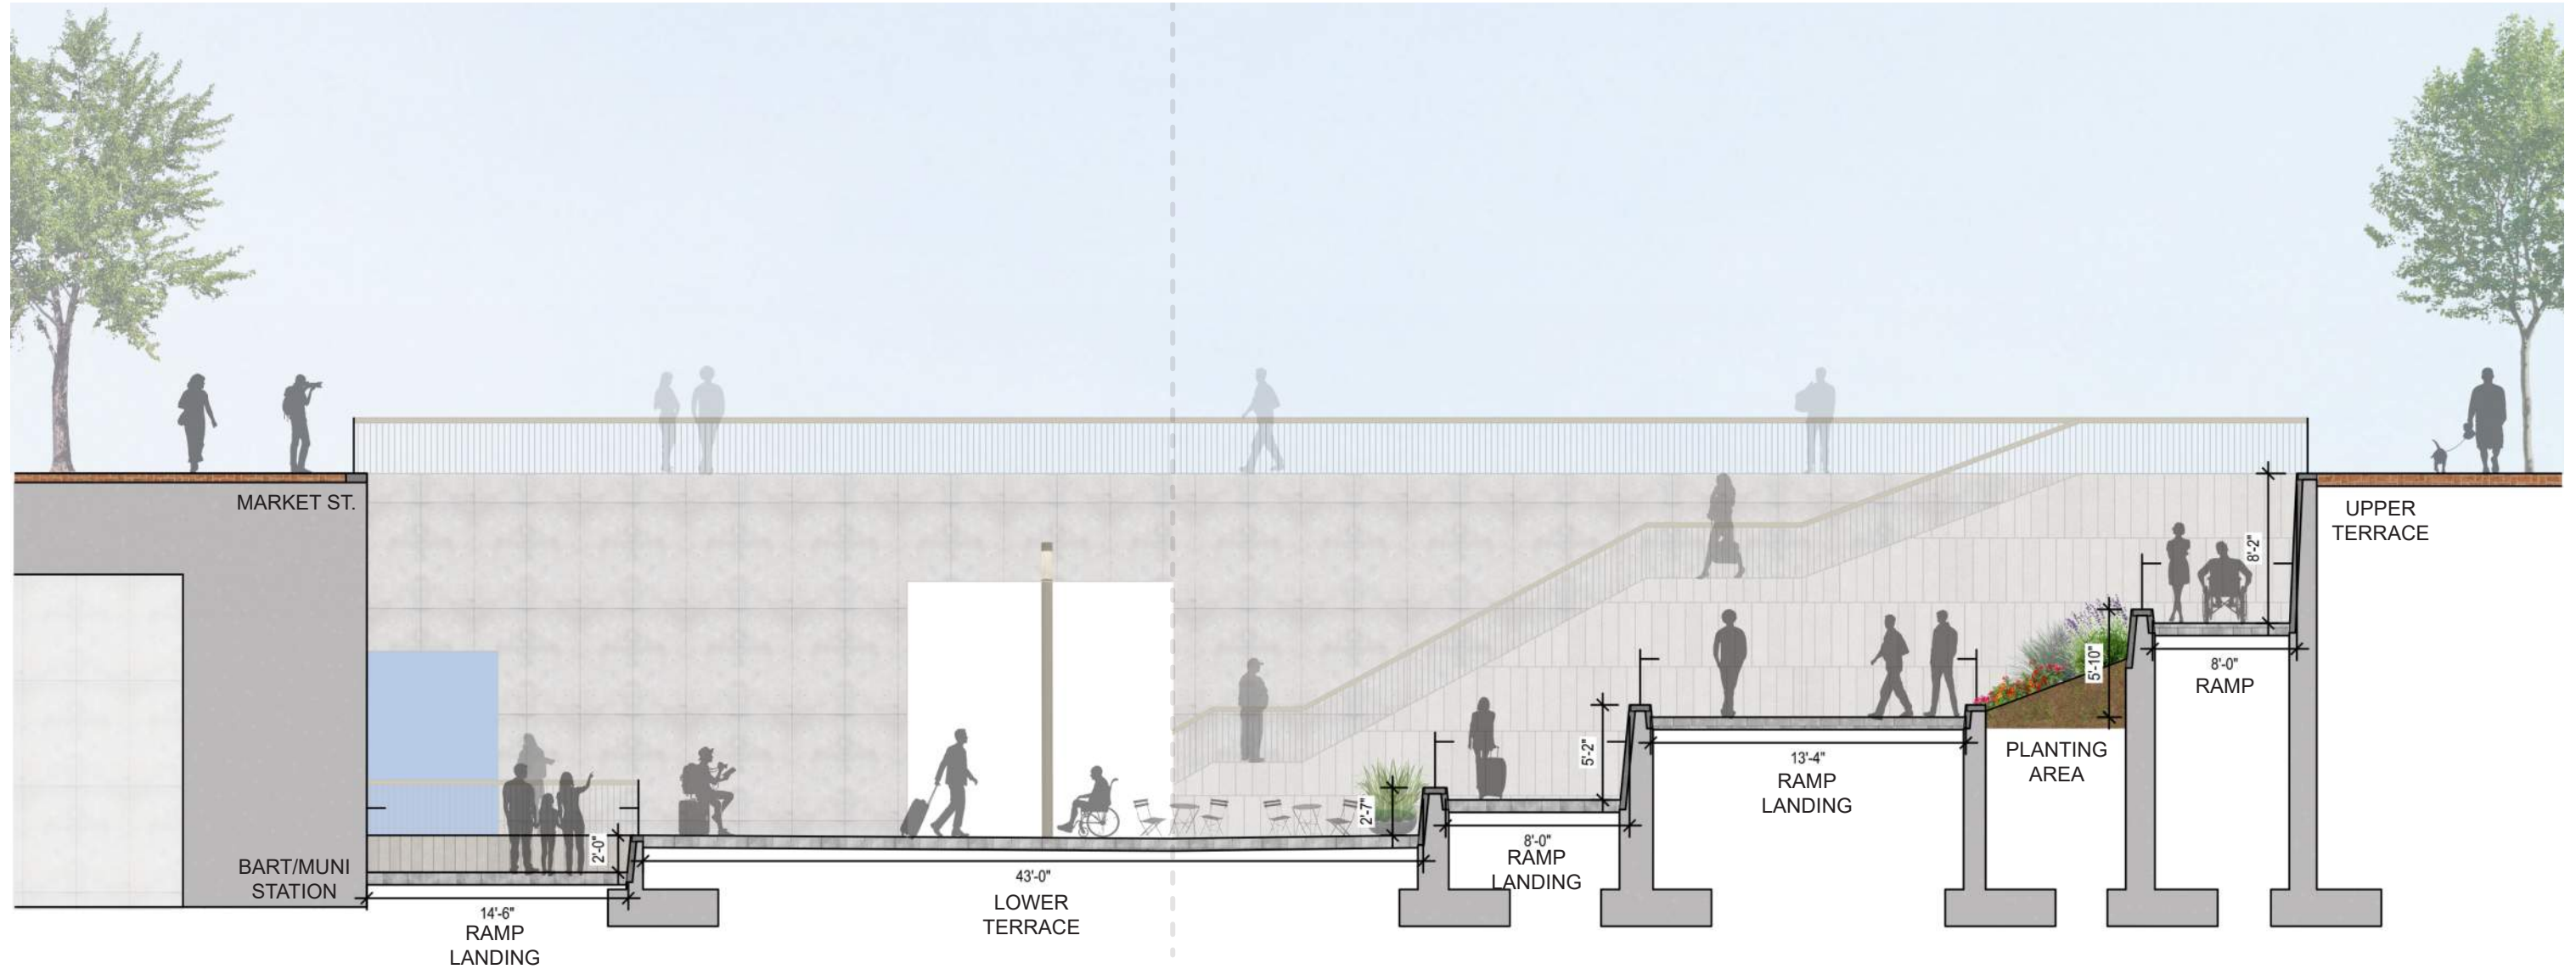 MARKET ST.
UPPER
TERRACE
8'-2"
5'-10"
8'-0"
RAMP
5'-2"
PLANTING
AREA
13'-4"
RAMP
LANDING
2'-7"
8'-0"
RAMP
LANDING
2'-0"
BART/MUNI
STATION
43'-0"
LOWER
TERRACE
14'-6"
RAMP
LANDING